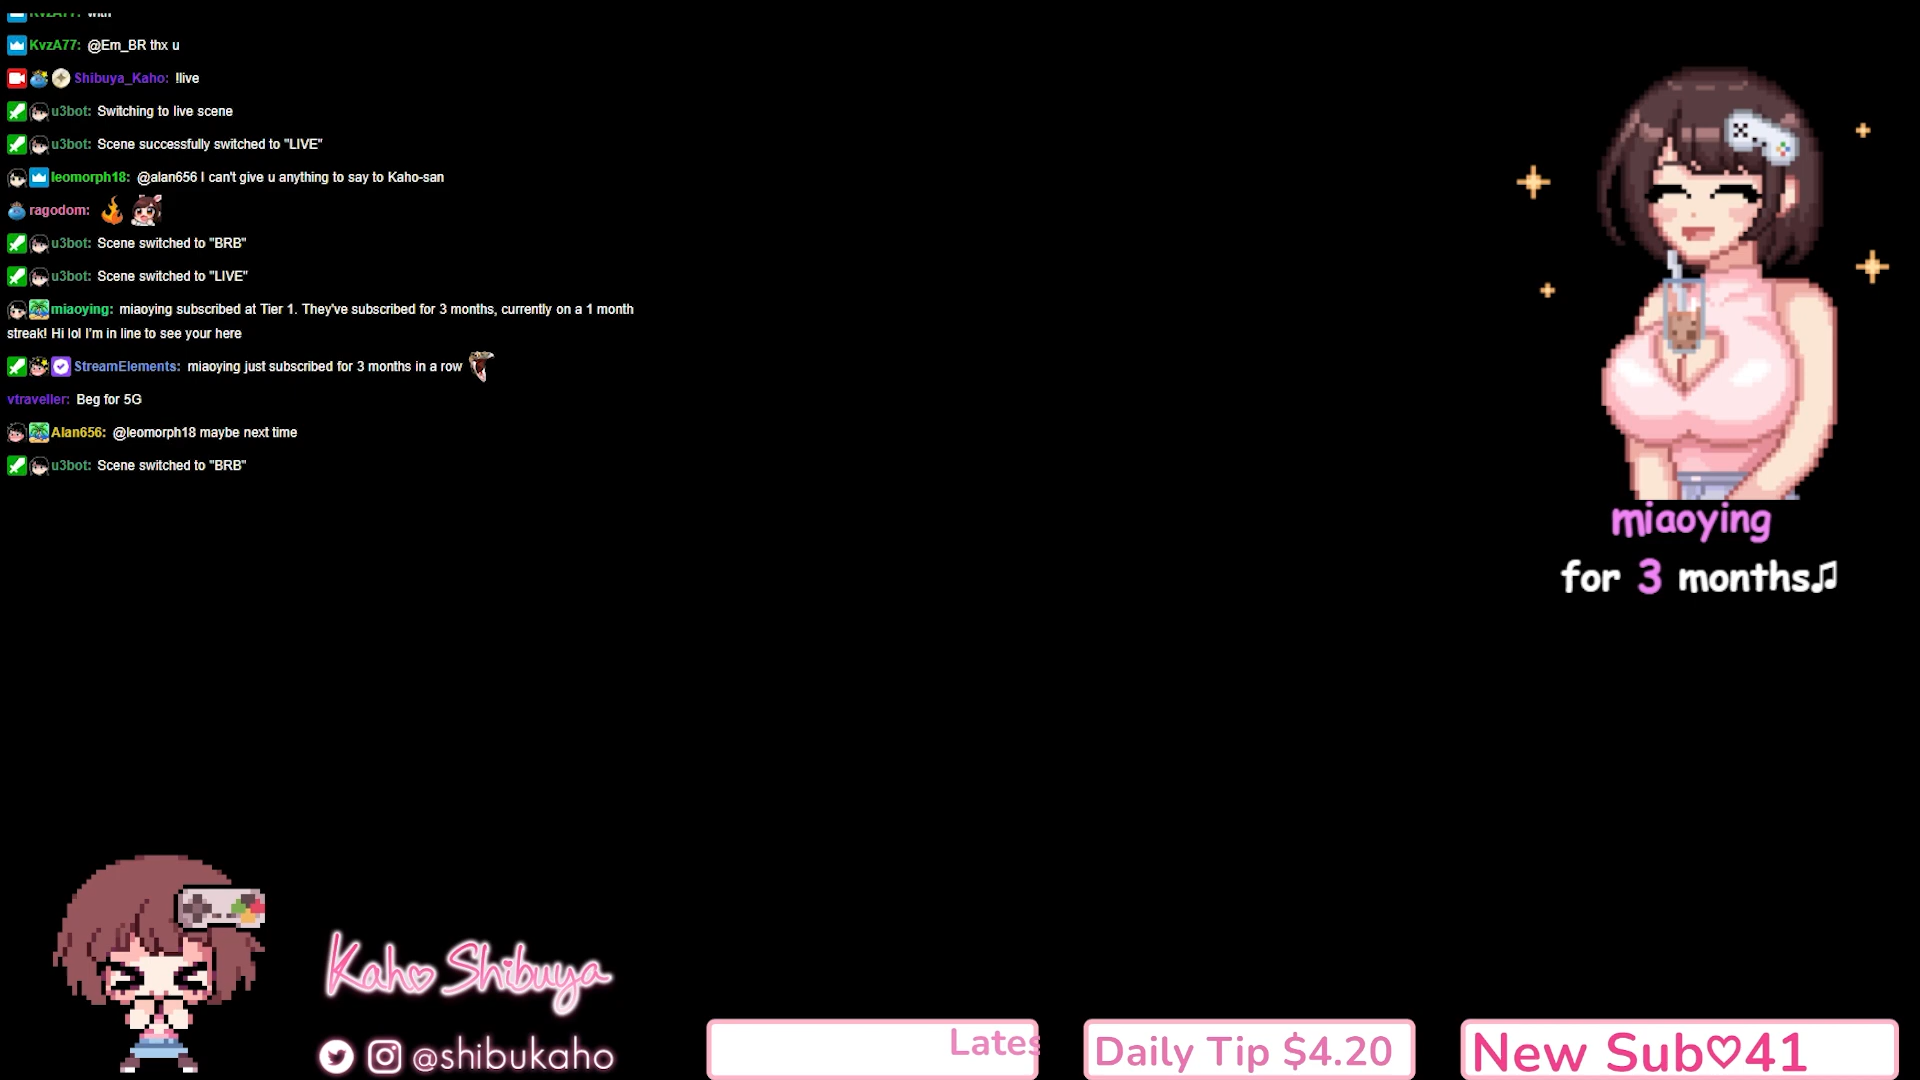 KvzA77: with
KvzA77: @Em_BR thx u
Shibuya_Kaho: !live
u3bot: Switching to live scene
u3bot: Scene successfully switched to "LIVE"
leomorph18: @alan656 I can't give u anything to say to Kaho-san
ragodom:
u3bot: Scene switched to "BRB"
u3bot: Scene switched to "LIVE"
miaoying: miaoying subscribed at Tier 1. They've subscribed for 3 months, currently on a 1 month
streak! Hi lol I'm in line to see your here
StreamElements: miaoying just subscribed for 3 months in a row
vtraveller: Beg for 5G
Alan656: @leomorph18 maybe next time
u3bot: Scene switched to "BRB"
miaoying
for 3 months♫
Kaho Shibuya
@shibukaho
Lates
Daily Tip $4.20
New Sub♡41